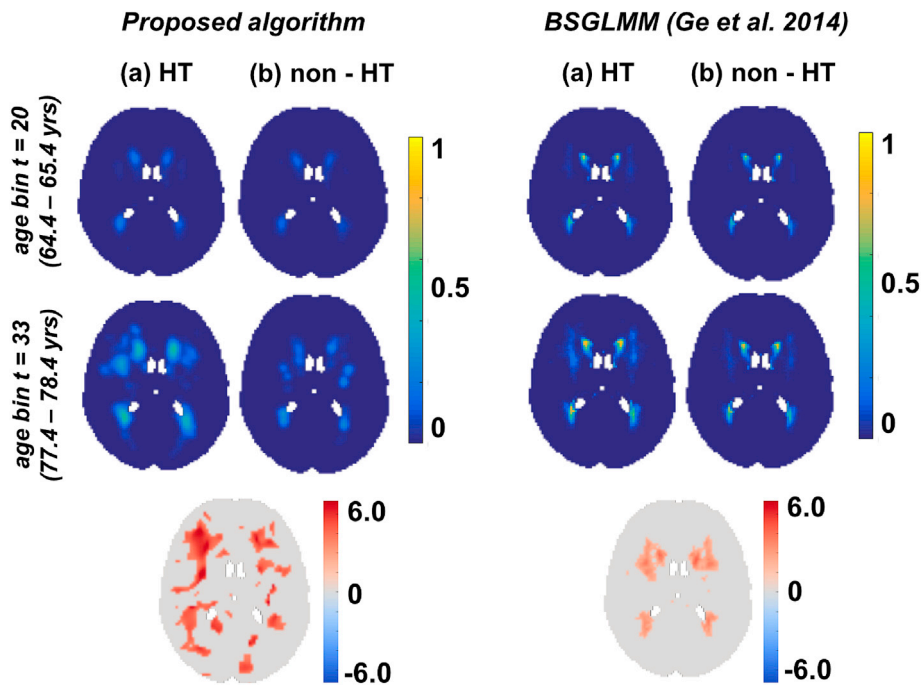 Proposed algorithm
BSGLMM (Ge et al. 2014)
(a) HT
(b) non - HT
(a) HT
(b) non - HT
age bin t = 20
(64.4 – 65.4 yrs)
1
0.5
0
1
0.5
0
age bin t = 33
(77.4 – 78.4 yrs)
6.0
0
-6.0
6.0
0
-6.0